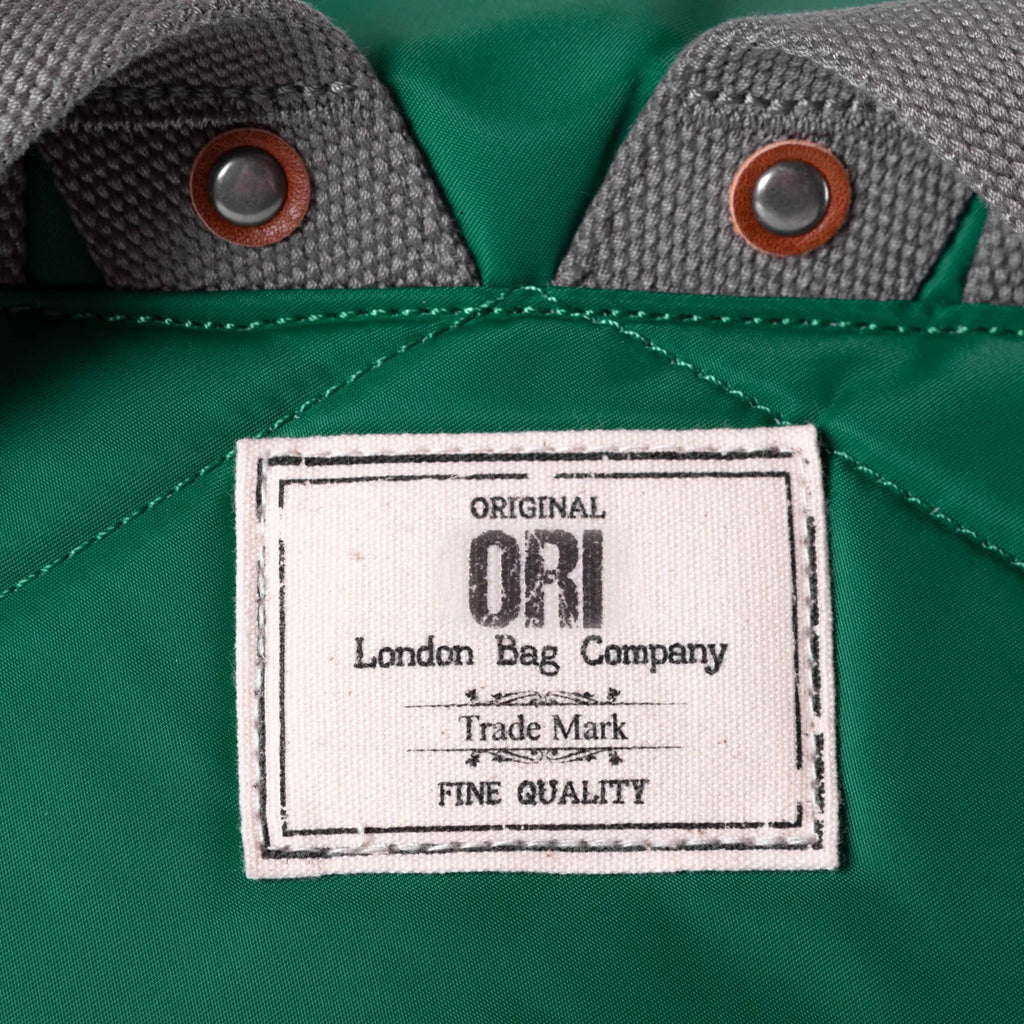 ORIGINAL
ORI
London Bag Company
Trade Mark
FINE QUALITY